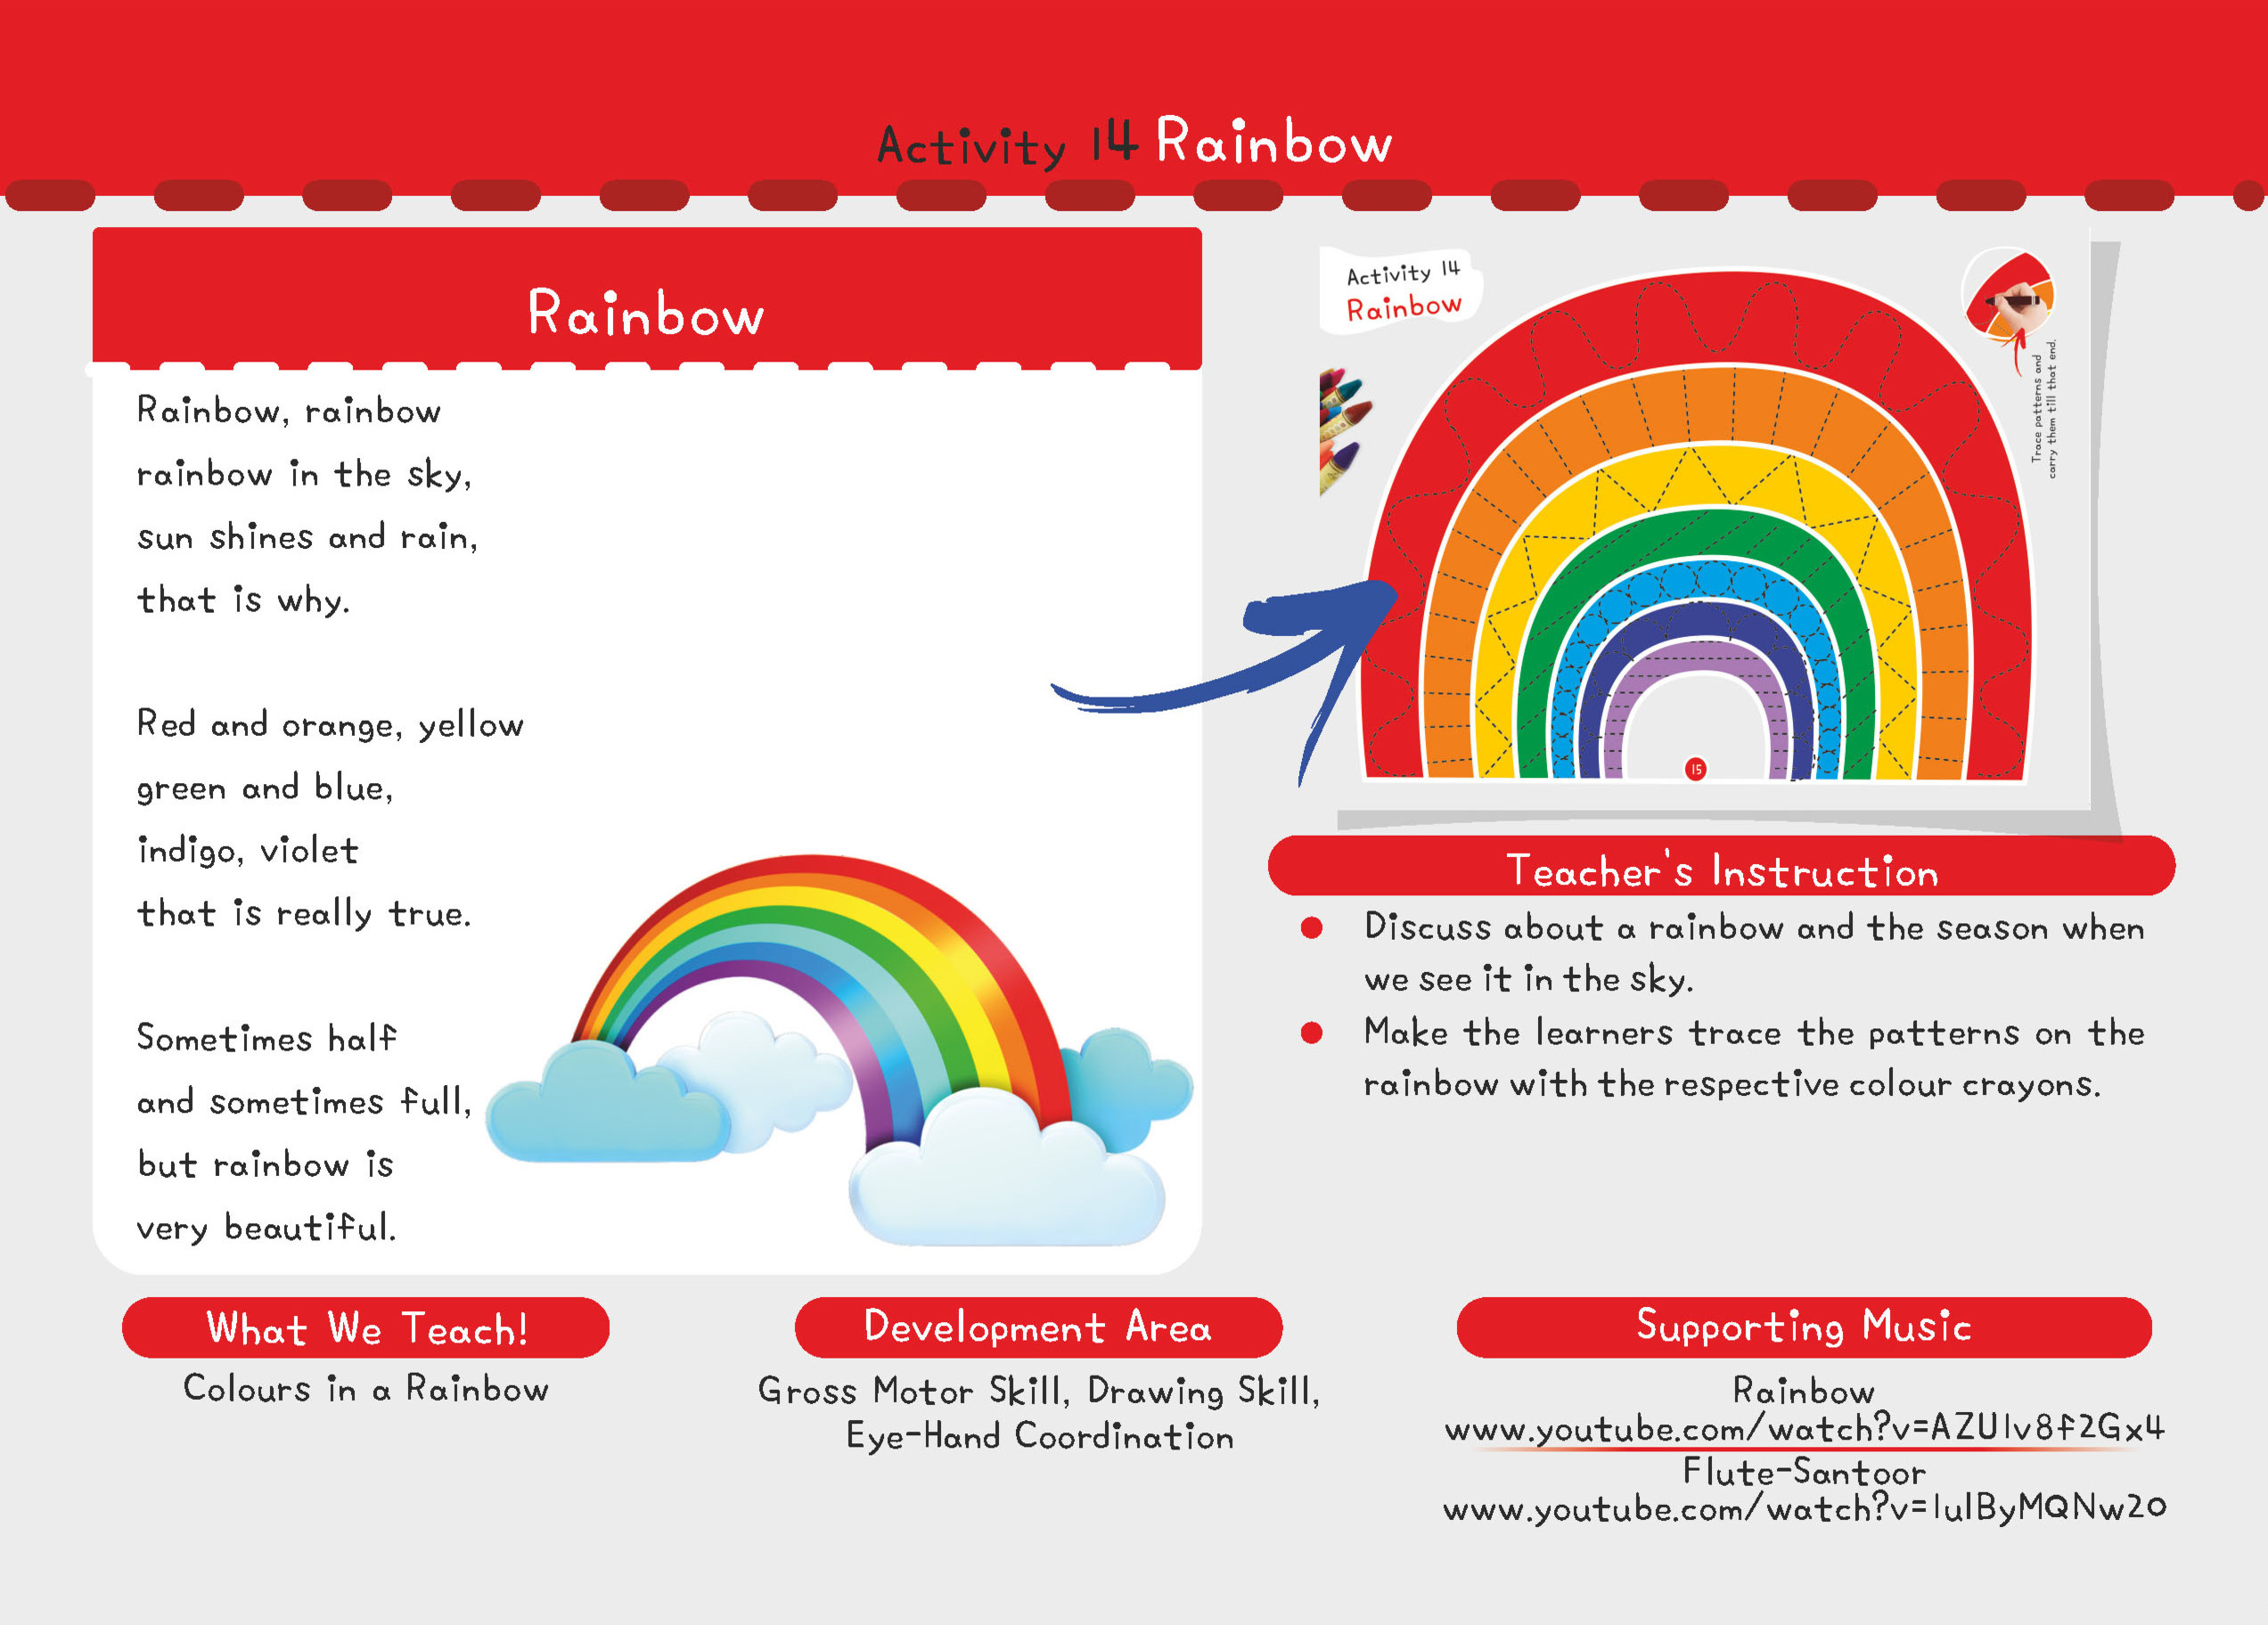 Activity 14 Rainbow
Rainbow
Rainbow, rainbow
rainbow in the sky,
sun shines and rain,
that is why.
Red and orange, yellow
green and blue,
indigo, violet
that is really true.
Sometimes half
and sometimes full,
but rainbow is
very beautiful.
Activity 14
Rainbow
Trace patterns and
carry them till that end.
15
Teacher's Instruction
Discuss about a rainbow and the season when
we see it in the sky.
Make the learners trace the patterns on the
rainbow with the respective colour crayons.
What We Teach!
Colours in a Rainbow
Development Area
Gross Motor Skill, Drawing Skill,
Eye-Hand Coordination
Supporting Music
Rainbow
www.youtube.com/watch?v=AZUlv8f2Gx4
Flute-Santoor
www.youtube.com/watch?v=lulByMQNw2o